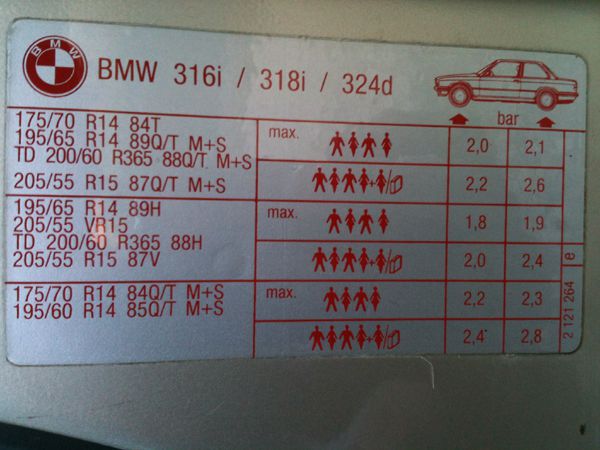 BMW
BMW 316i / 318i / 324d
bar
175/70 R14 84T
195/65 R14 89Q/T M+S
TD 200/60 R365 88Q/T M+S
205/55 R15 87Q/T M+S
max.
2,0 2,1
2,2 2,6
195/65 R14 89H
205/55 VR15
TD 200/60 R365 88H
205/55 R15 87V
max.
1,8 1,9
2,0 2,4
175/70 R14 84Q/T M+S
195/60 R14 85Q/T M+S
max.
2,2 2,3
2,4 2,8
2 121 264 e